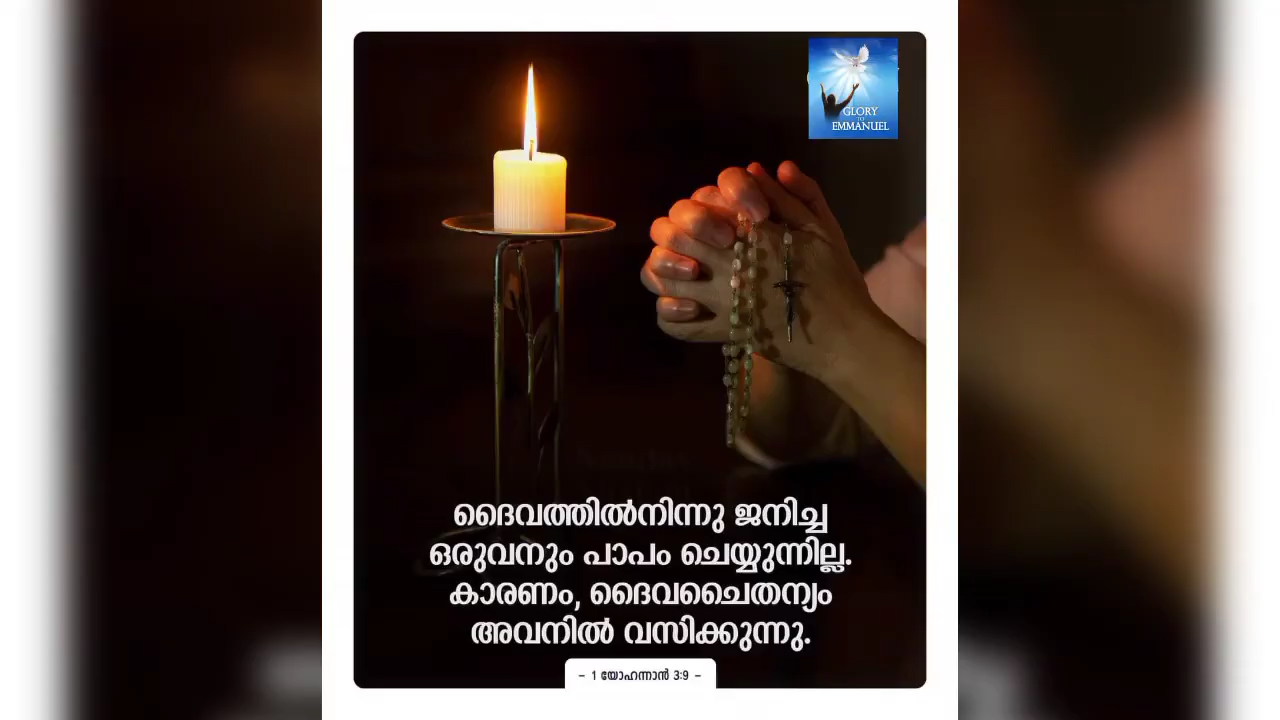 GLORY
TO
EMMANUEL
ദൈവത്തിൽനിന്നു ജനിച്ച
ഒരുവനും പാപം ചെയ്യുന്നില്ല.
കാരണം, ദൈവചൈതന്യം
അവനിൽ വസിക്കുന്നു.
– 1 യോഹന്നാൻ 3:9 –